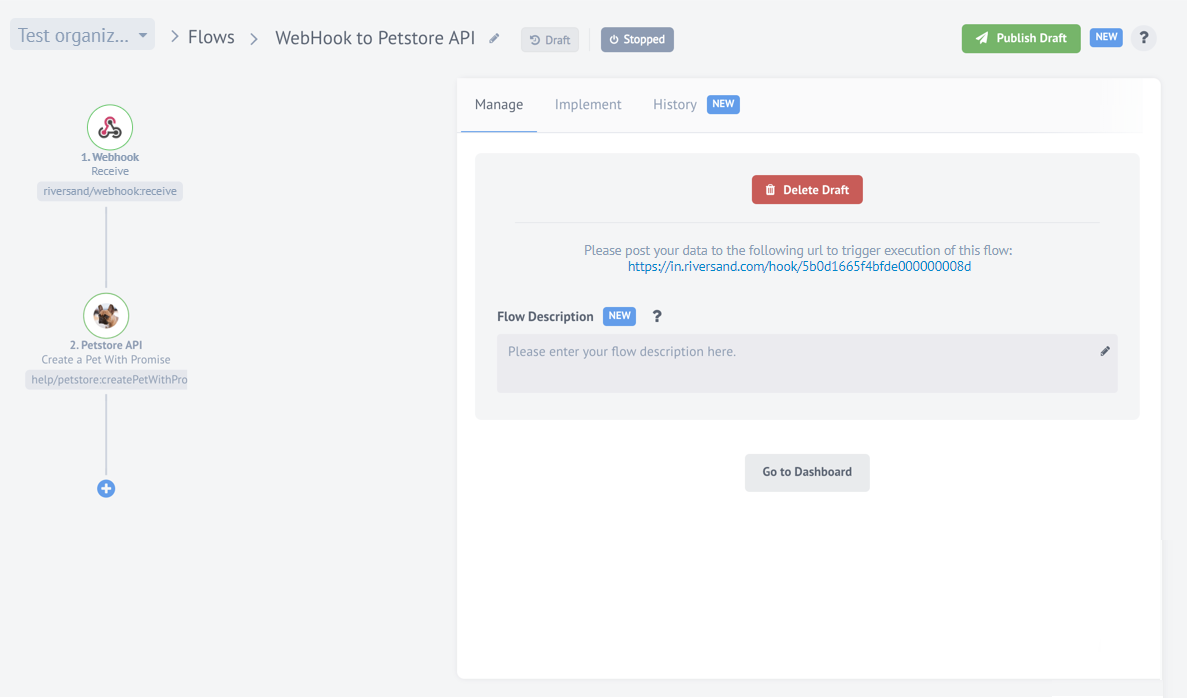 Test organiz...
Flows
WebHook to Petstore API
Draft
Stopped
Publish Draft
NEW
?
1. Webhook
Receive
riversand/webhook:receive
2. Petstore API
Create a Pet With Promise
help/petstore:createPetWithPro
Manage
Implement
History
NEW
Delete Draft
Please post your data to the following url to trigger execution of this flow:
https://in.riversand.com/hook/5b0d1665f4bfde000000008d
Flow Description
NEW
?
Please enter your flow description here.
Go to Dashboard